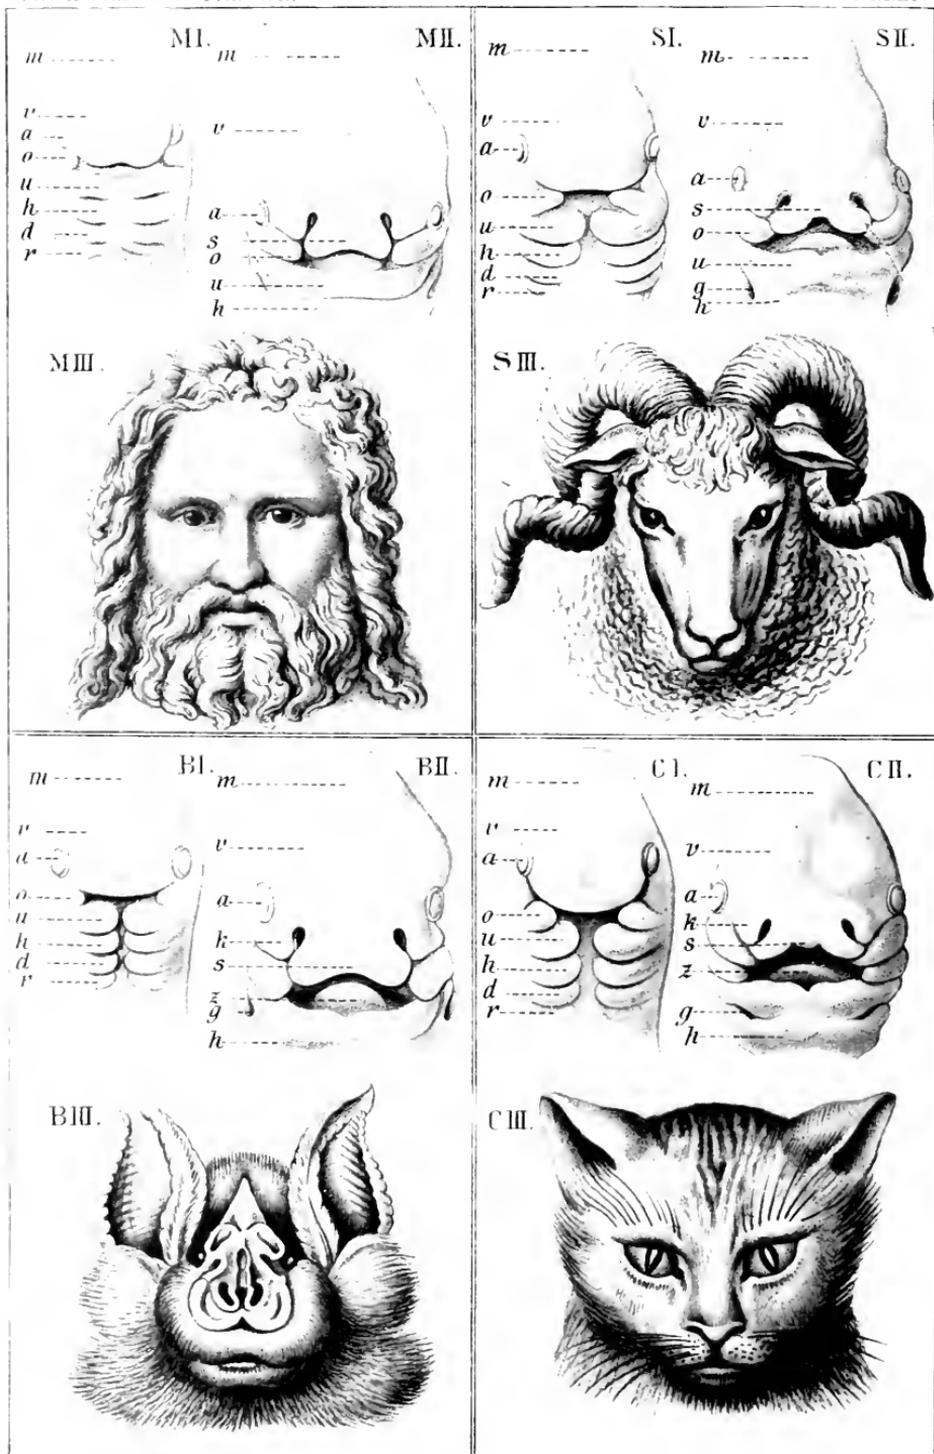 M I.
m
v
a
o
u
h
d
r
M II.
m
v
a
s
o
u
h
S I.
m
v
a
o
u
h
d
r
S II.
m
v
a
s
o
u
g
h
M III.
S III.
B I.
m
v
a
o
u
h
d
r
B II.
m
v
a
k
s
z
g
h
C I.
m
v
a
o
u
h
d
r
C II.
m
v
a
k
s
z
g
h
B III.
C III.